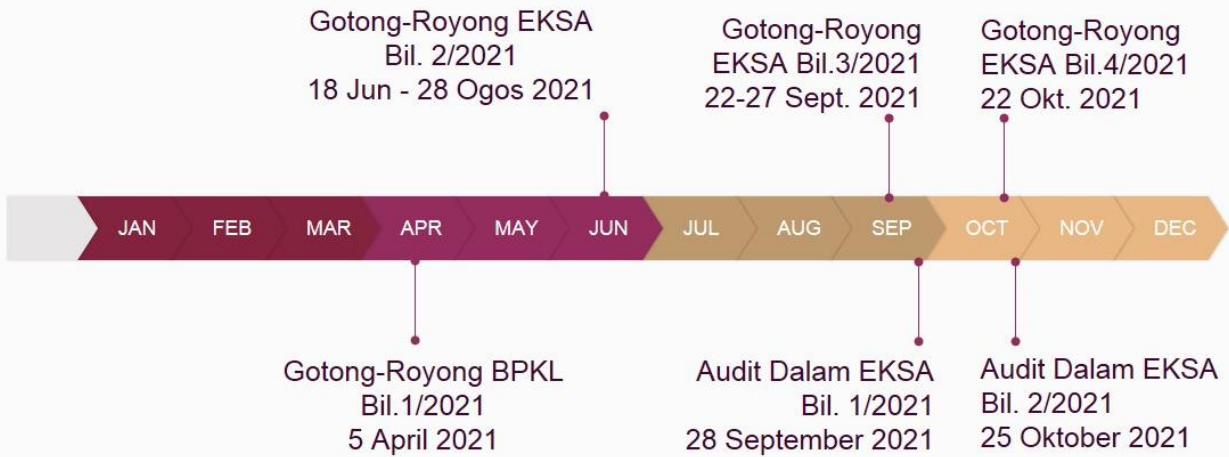 Gotong-Royong EKSA
Bil. 2/2021
18 Jun - 28 Ogos 2021
Gotong-Royong
EKSA Bil.3/2021
22-27 Sept. 2021
Gotong-Royong
EKSA Bil.4/2021
22 Okt. 2021
JAN FEB MAR APR MAY JUN JUL AUG SEP OCT NOV DEC
Gotong-Royong BPKL
Bil.1/2021
5 April 2021
Audit Dalam EKSA
Bil. 1/2021
28 September 2021
Audit Dalam EKSA
Bil. 2/2021
25 Oktober 2021